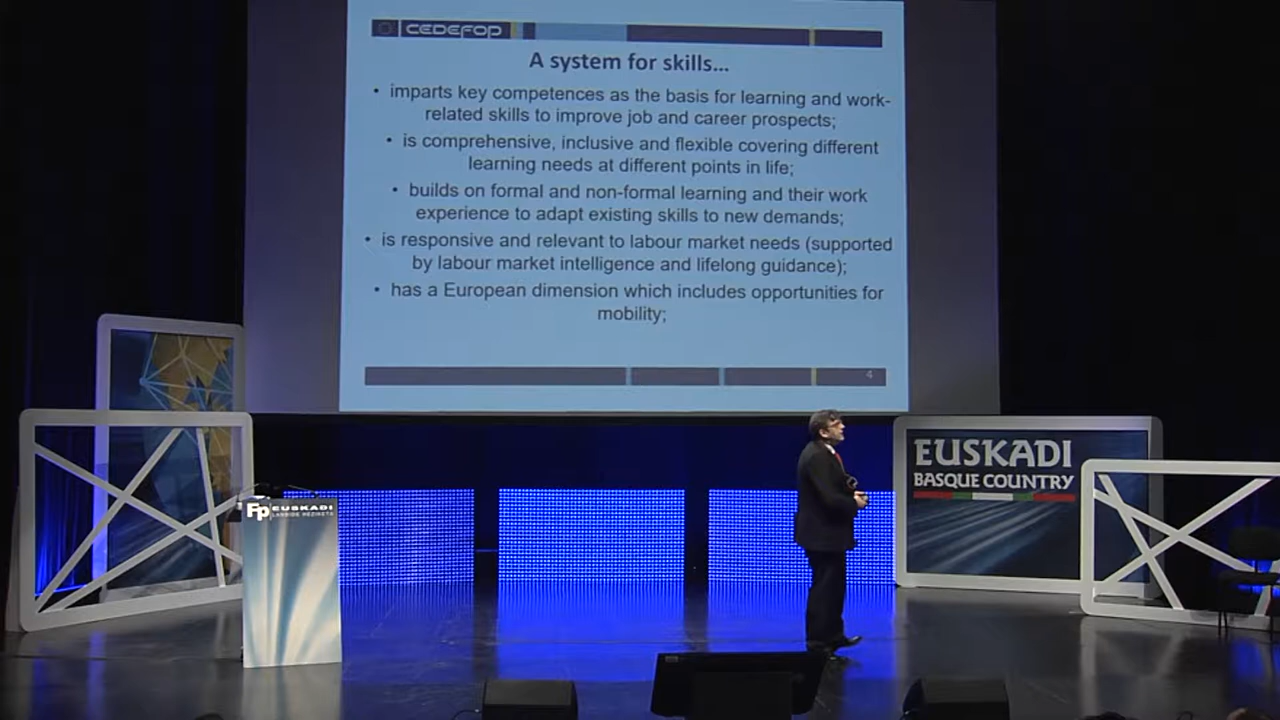 CEDEFOP
A system for skills...
• imparts key competences as the basis for learning and work-
related skills to improve job and career prospects;
• is comprehensive, inclusive and flexible covering different
learning needs at different points in life;
• builds on formal and non-formal learning and their work
experience to adapt existing skills to new demands;
• is responsive and relevant to labour market needs (supported
by labour market intelligence and lifelong guidance);
• has a European dimension which includes opportunities for
mobility;
4
EUSKADI
BASQUE COUNTRY
Fp EUSKADI
LANBIDE HEZIKETA